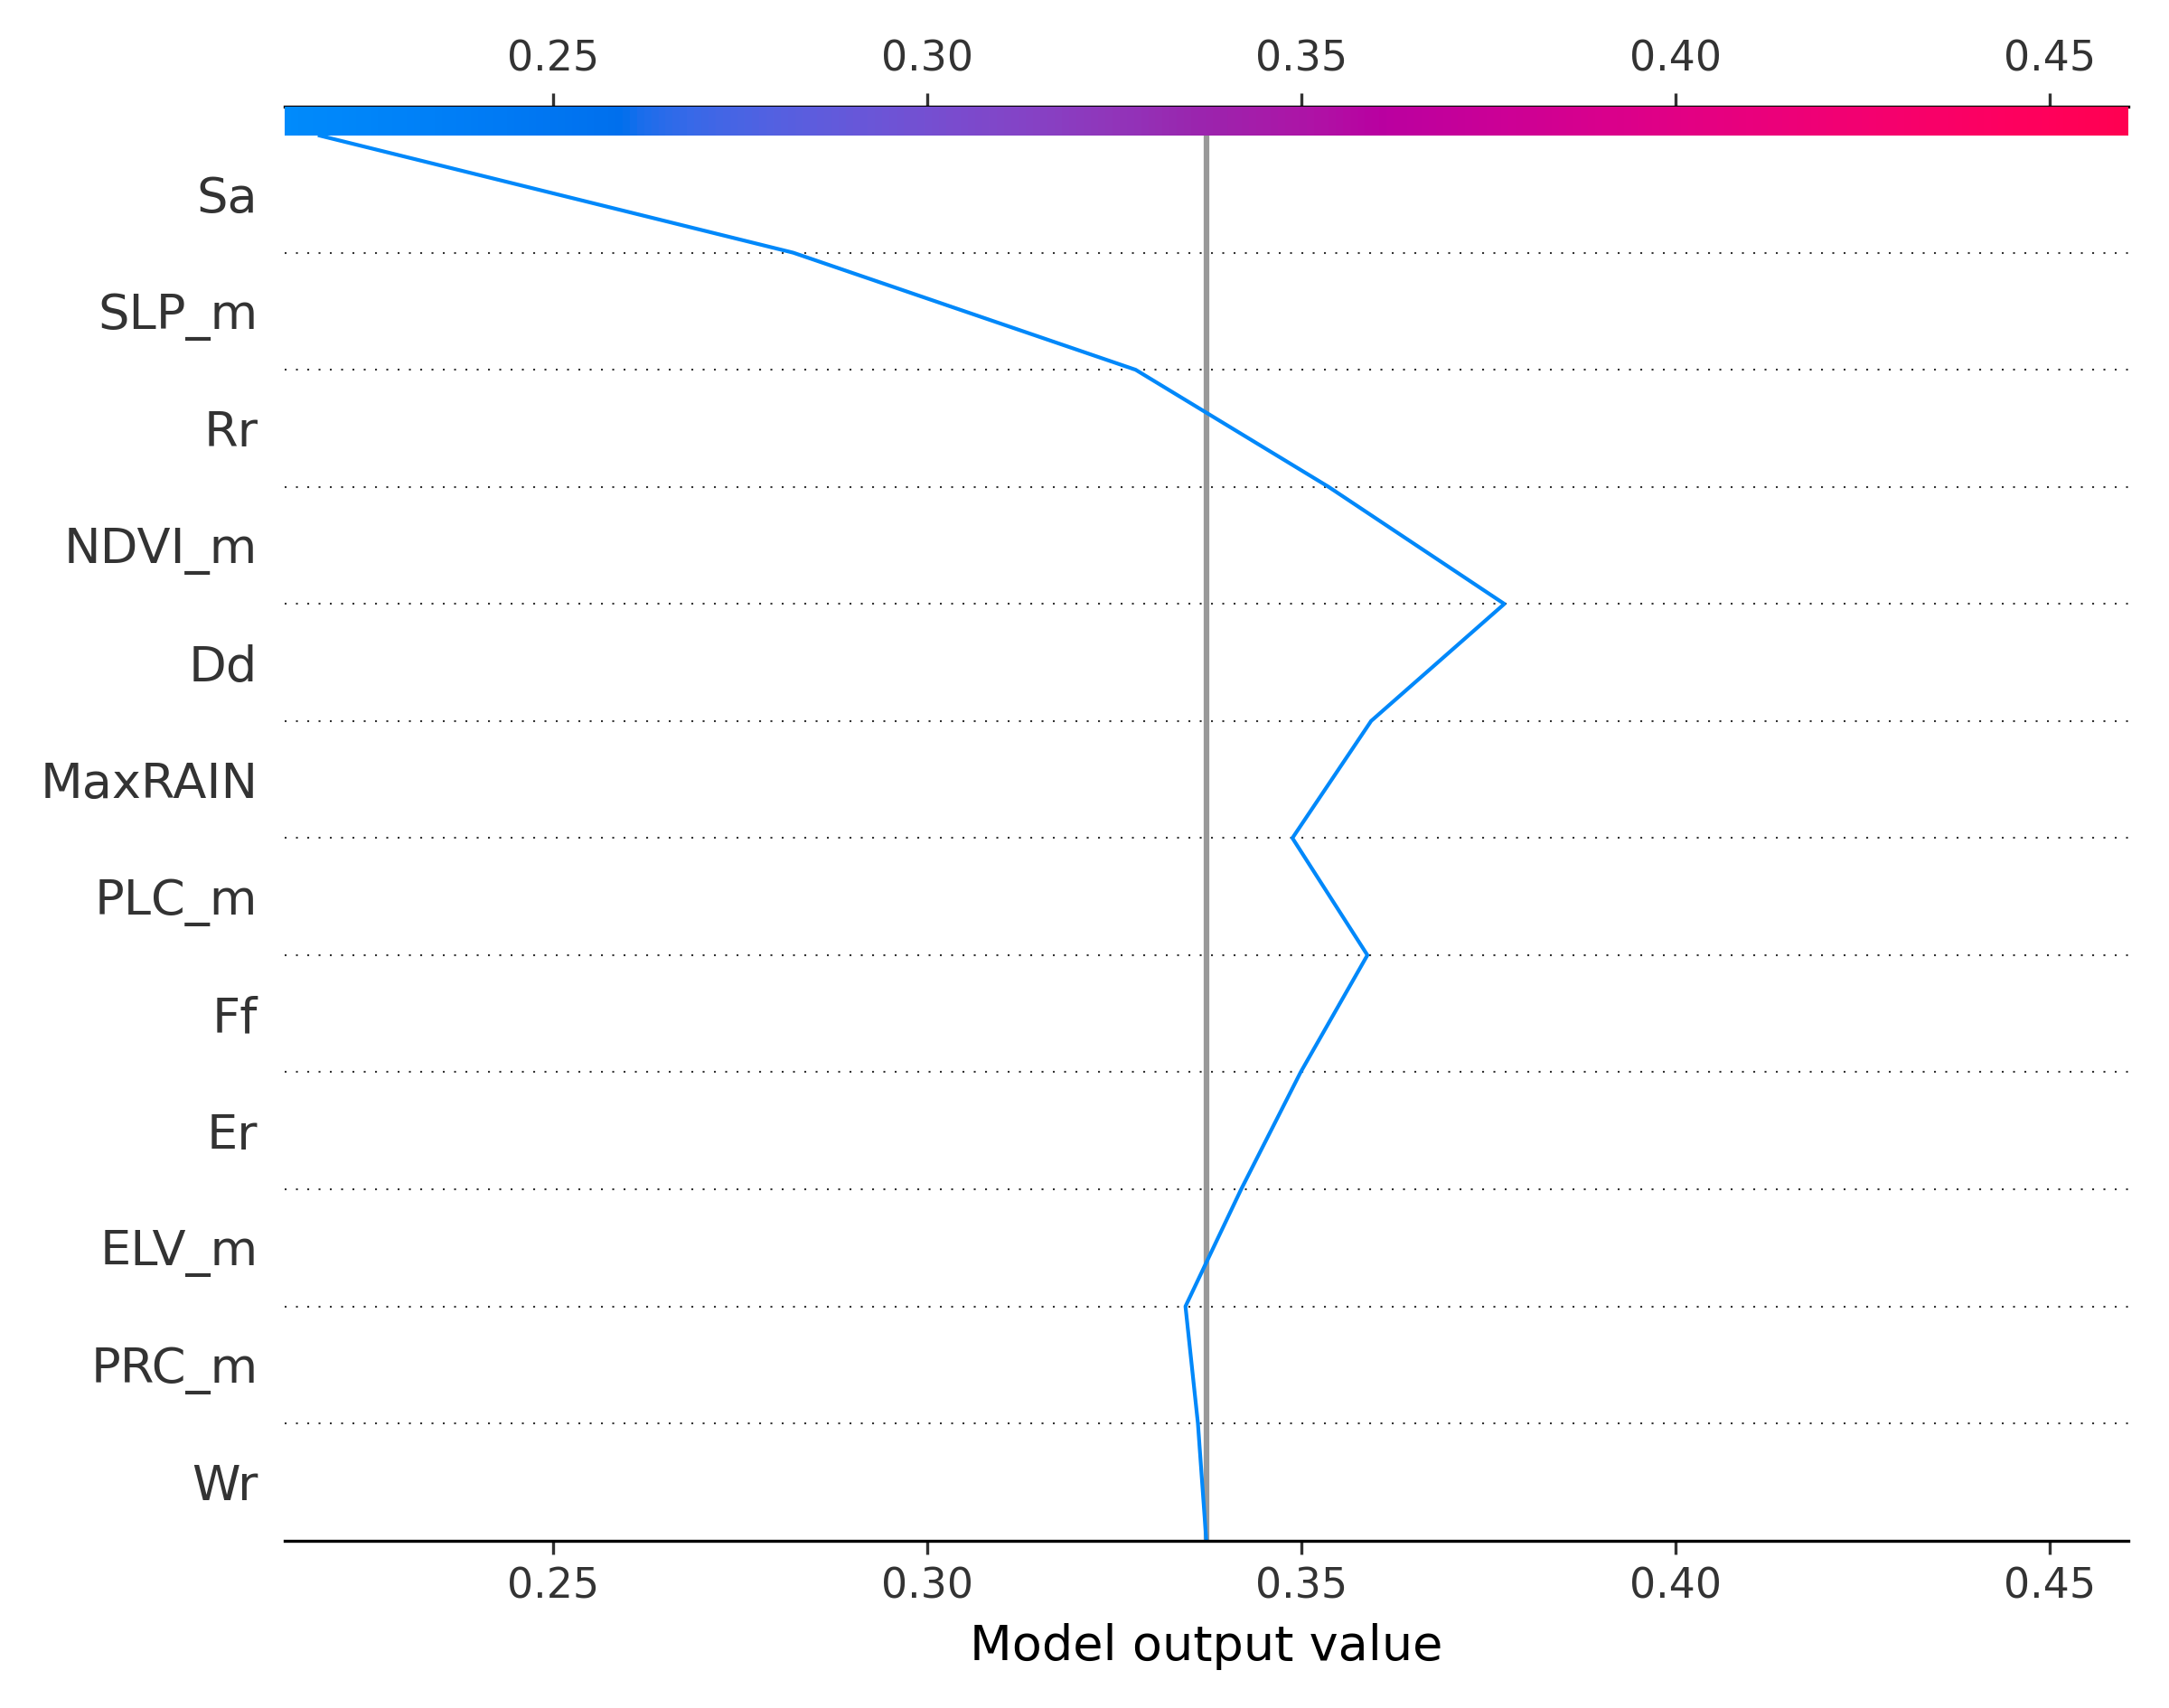 0.25 0.30 0.35 0.40 0.45
Sa
SLP_m
Rr
NDVI_m
Dd
MaxRAIN
PLC_m
Ff
Er
ELV_m
PRC_m
Wr
0.25 0.30 0.35 0.40 0.45
Model output value